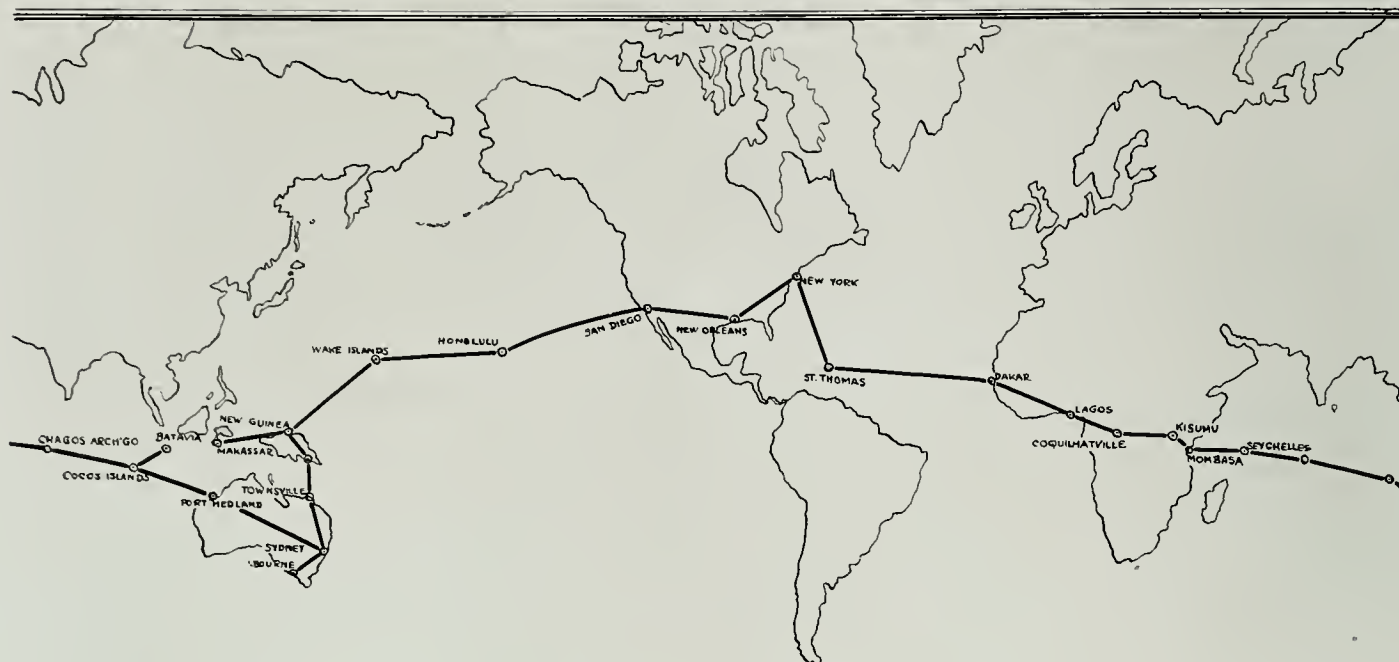 NEW YORK
SAN DIEGO
NEW ORLEANS
HONOLULU
WAKE ISLANDS
ST. THOMAS
DAKAR
LAGOS
NEW GUINEA
KISUMU
BATAVIA
CHAGOS ARCH'GO
COQUILHATVILLE
MAKASSAR
MOMBASA
SEYCHELLES
COCOS ISLANDS
TOWNSVILLE
PORT HEDLAND
SYDNEY
LBOURNE